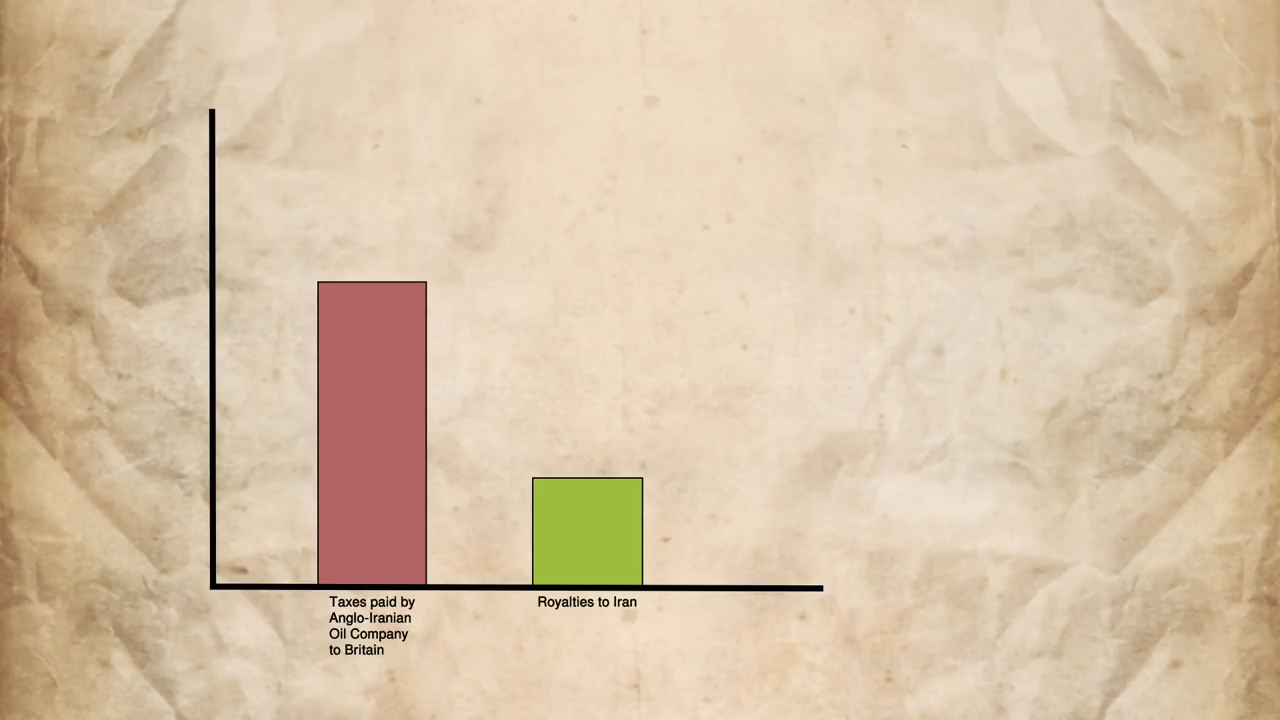 Taxes paid by
Anglo-Iranian
Oil Company
to Britain
Royalties to Iran